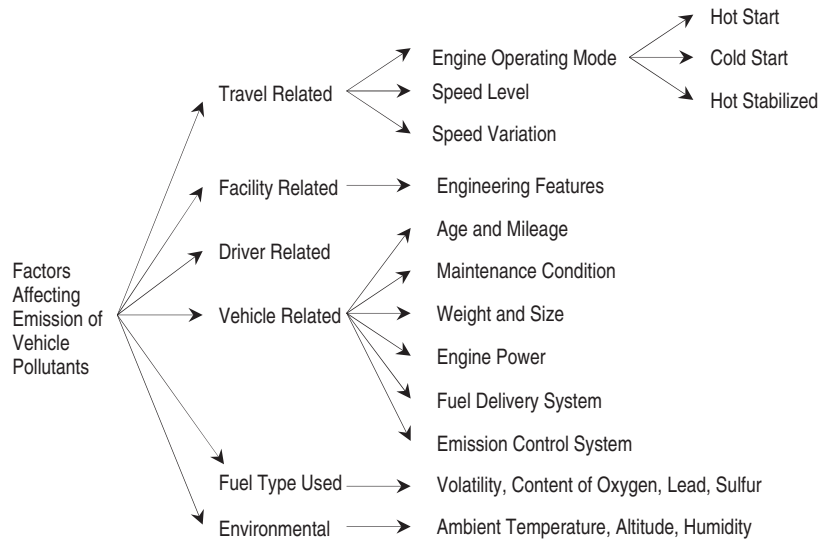 Factors
Affecting
Emission of
Vehicle
Pollutants
Travel Related
Engine Operating Mode
Hot Start
Cold Start
Hot Stabilized
Speed Level
Speed Variation
Facility Related
Engineering Features
Driver Related
Vehicle Related
Age and Mileage
Maintenance Condition
Weight and Size
Engine Power
Fuel Delivery System
Emission Control System
Fuel Type Used
Volatility, Content of Oxygen, Lead, Sulfur
Environmental
Ambient Temperature, Altitude, Humidity